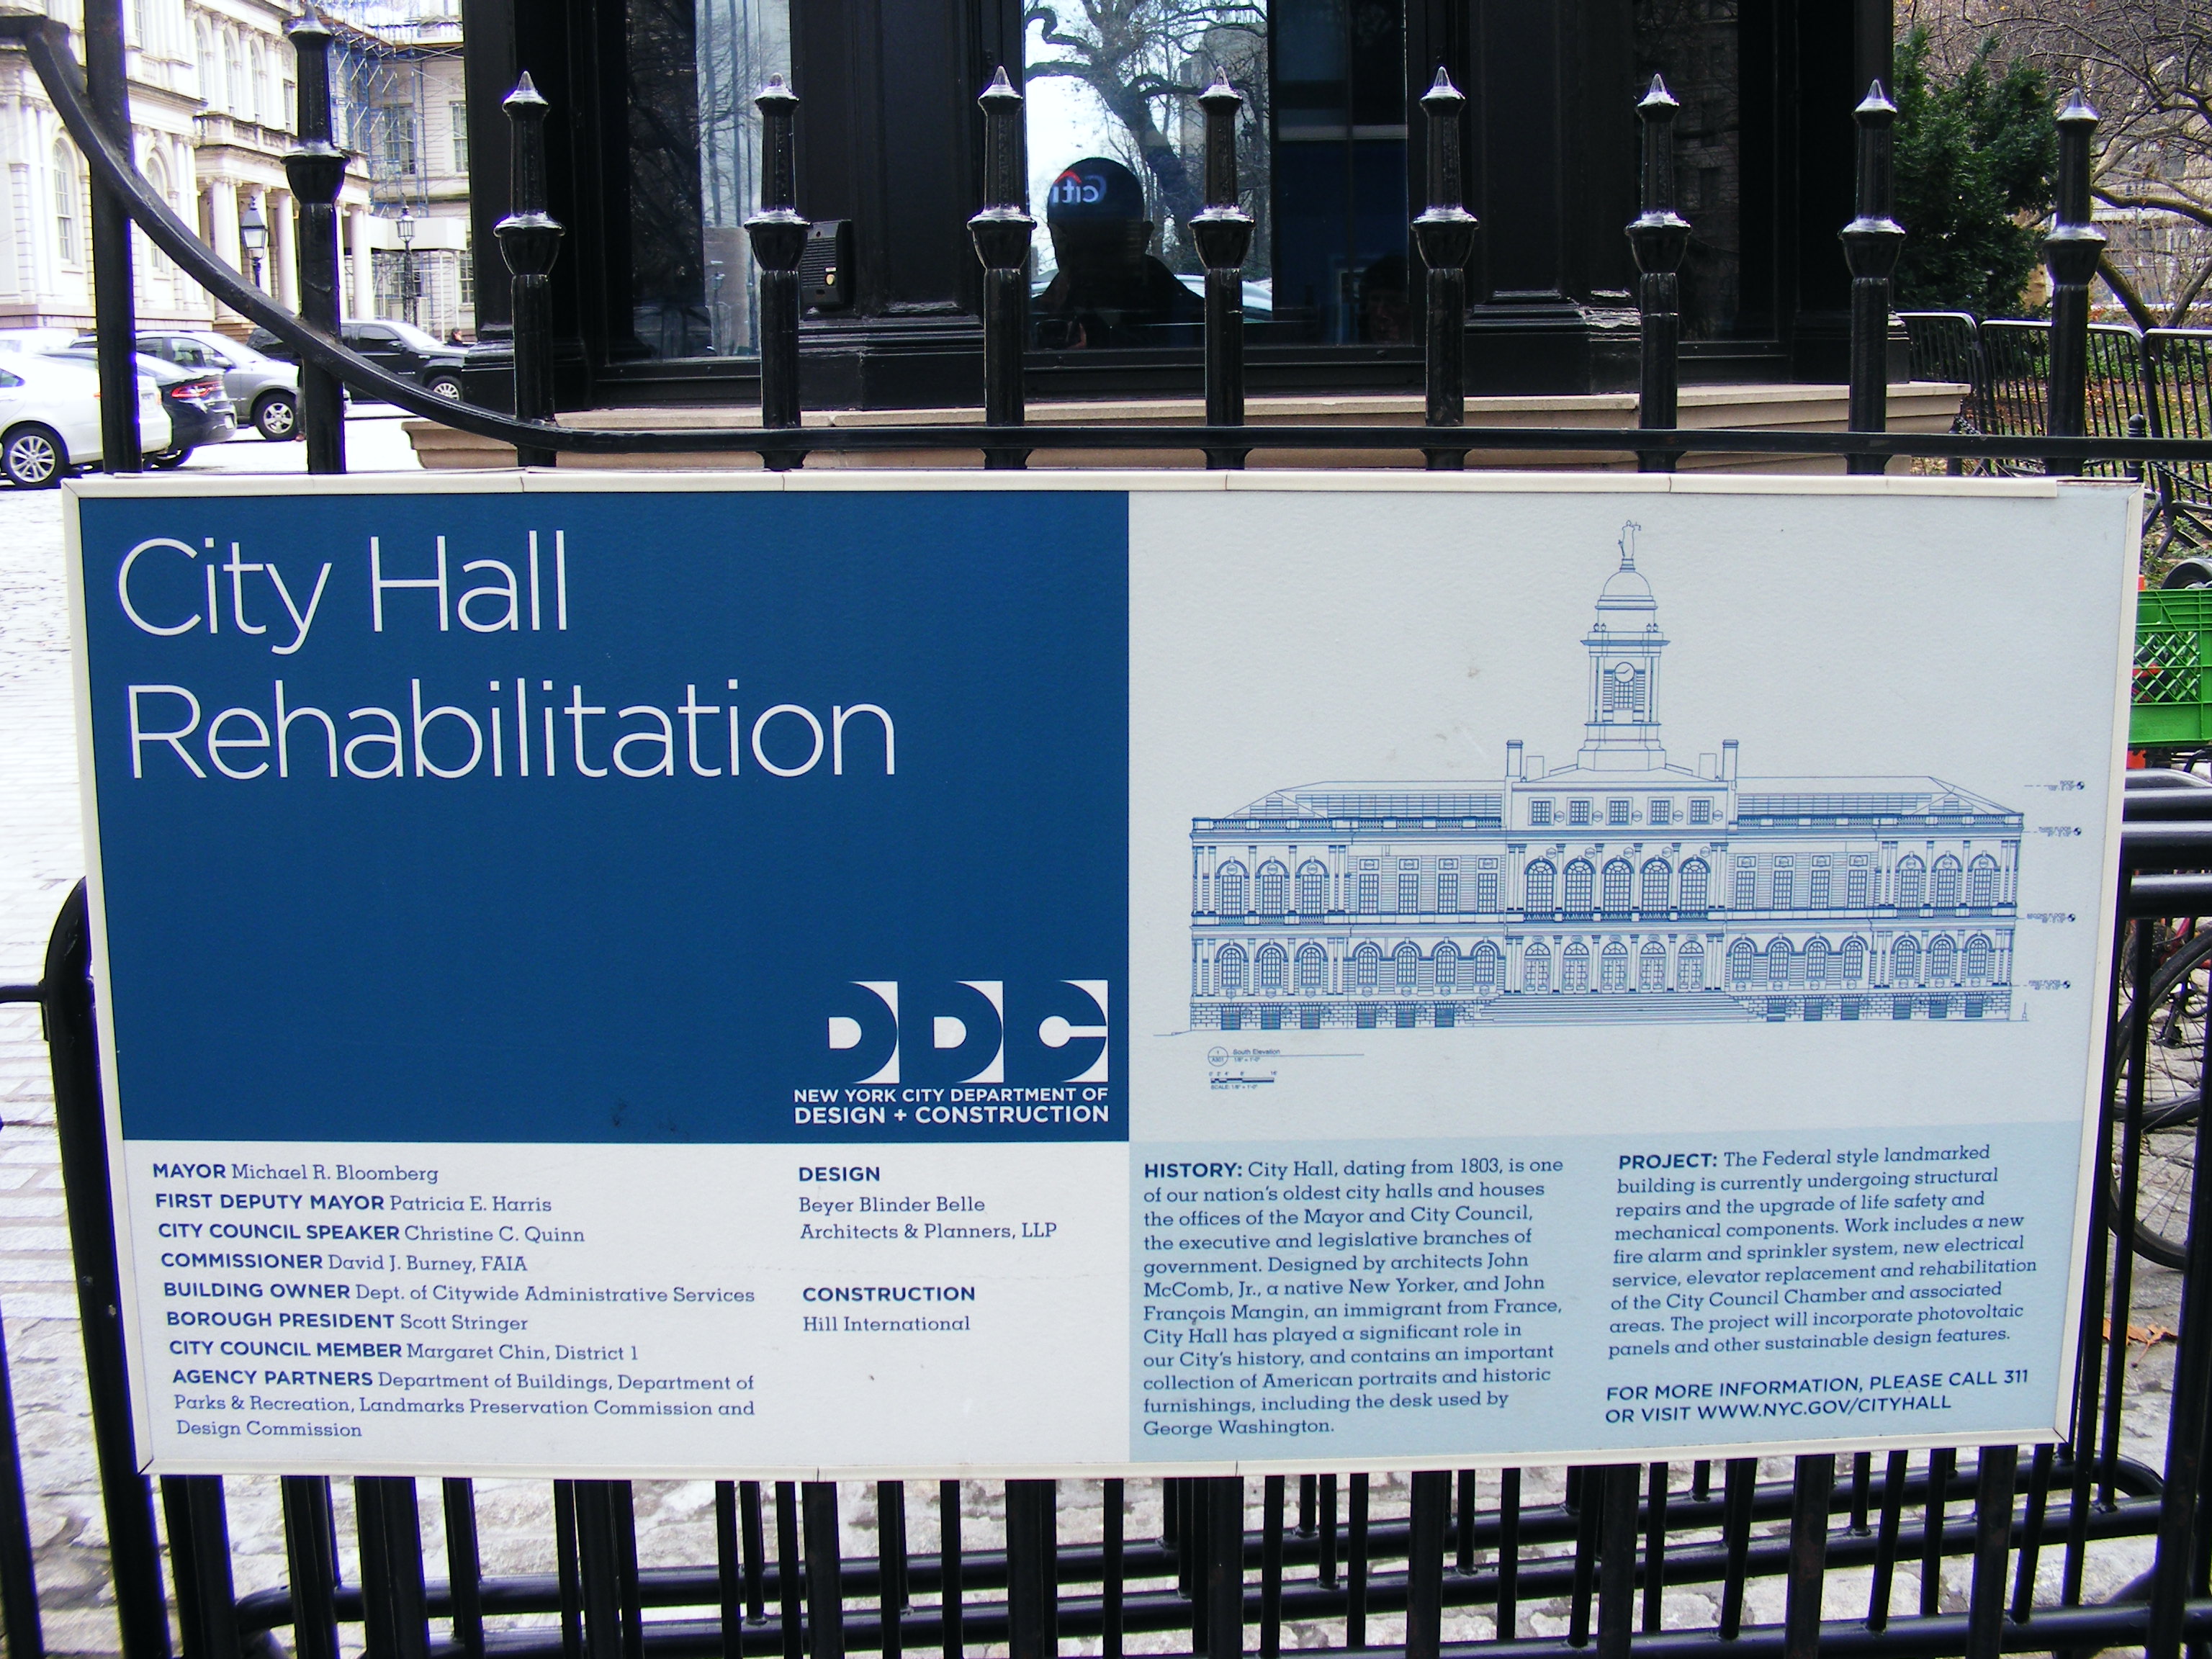 citi
City Hall
Rehabilitation
DDC
NEW YORK CITY DEPARTMENT OF
DESIGN + CONSTRUCTION
MAYOR Michael R. Bloomberg
FIRST DEPUTY MAYOR Patricia E. Harris
CITY COUNCIL SPEAKER Christine C. Quinn
COMMISSIONER David J. Burney, FAIA
BUILDING OWNER Dept. of Citywide Administrative Services
BOROUGH PRESIDENT Scott Stringer
CITY COUNCIL MEMBER Margaret Chin, District 1
AGENCY PARTNERS Department of Buildings, Department of
Parks & Recreation, Landmarks Preservation Commission and
Design Commission
DESIGN
Beyer Blinder Belle
Architects & Planners, LLP
CONSTRUCTION
Hill International
South Elevation
HISTORY: City Hall, dating from 1803, is one
of our nation's oldest city halls and houses
the offices of the Mayor and City Council,
the executive and legislative branches of
government. Designed by architects John
McComb, Jr., a native New Yorker, and John
François Mangin, an immigrant from France,
City Hall has played a significant role in
our City's history, and contains an important
collection of American portraits and historic
furnishings, including the desk used by
George Washington.
PROJECT: The Federal style landmarked
building is currently undergoing structural
repairs and the upgrade of life safety and
mechanical components. Work includes a new
fire alarm and sprinkler system, new electrical
service, elevator replacement and rehabilitation
of the City Council Chamber and associated
areas. The project will incorporate photovoltaic
panels and other sustainable design features.
FOR MORE INFORMATION, PLEASE CALL 311
OR VISIT WWW.NYC.GOV/CITYHALL